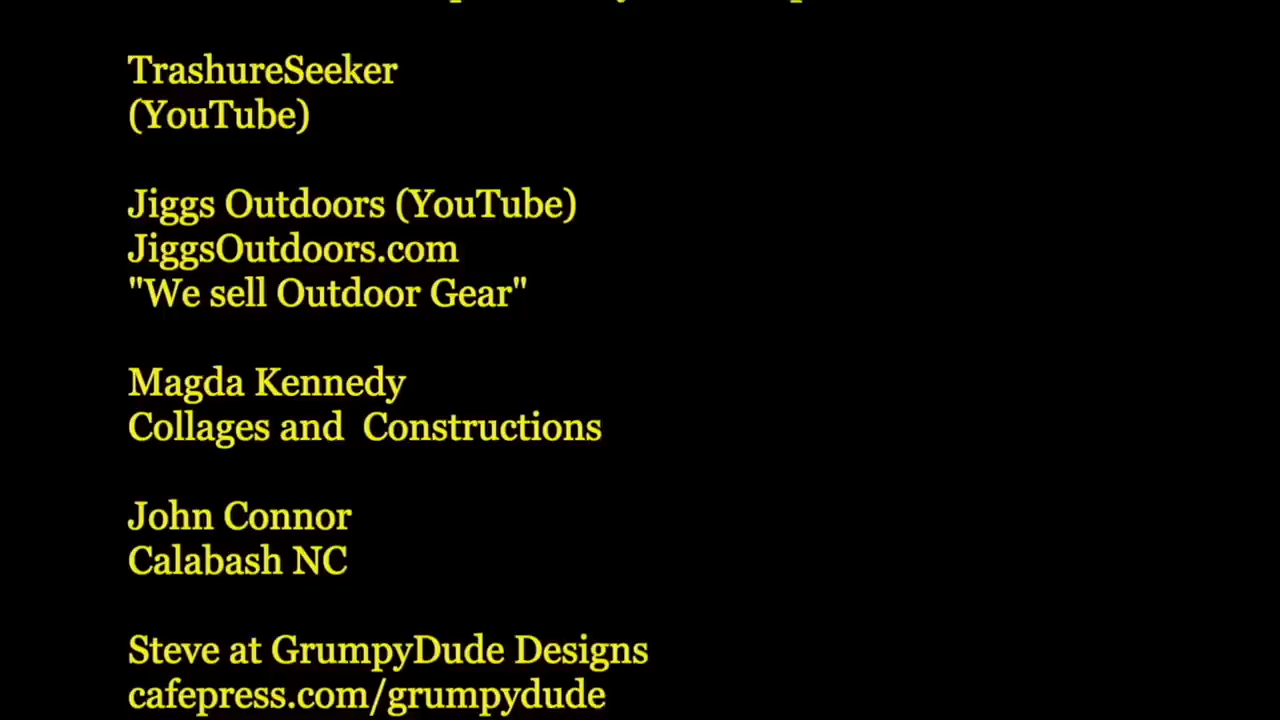 TrashureSeeker
(YouTube)
Jiggs Outdoors (YouTube)
JiggsOutdoors.com
"We sell Outdoor Gear"
Magda Kennedy
Collages and  Constructions
John Connor
Calabash NC
Steve at GrumpyDude Designs
cafepress.com/grumpydude